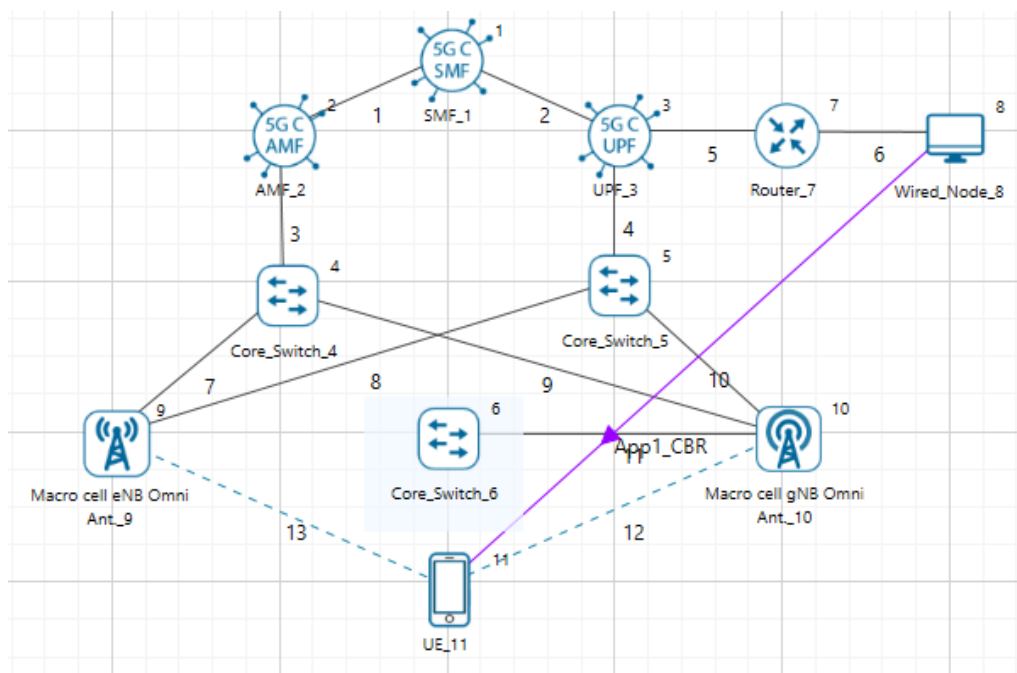 1
5G C
SMF
SMF_1
2
5G C
AMF
AMF_2
1
2
3
5G C
UPF
UPF_3
5
7
Router_7
6
8
Wired_Node_8
3
4
4
Core_Switch_4
5
Core_Switch_5
7
8
9
10
9
Macro cell eNB Omni
Ant._9
6
Core_Switch_6
App1_CBR
11
10
Macro cell gNB Omni
Ant._10
13
12
11
UE_11